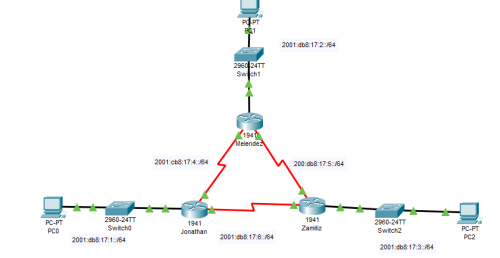 PC-PT
PC1
2001:db8:17:2::/64
2960-24TT
Switch1
1941
Melendez
2001:cb8:17:4::/64
200:db8:17:5::/64
PC-PT
PC0
2960-24TT
Switch0
1941
Jonathan
1941
Zamitiz
2960-24TT
Switch2
PC-PT
PC2
2001:db8:17:1::/64
2001:db8:17:6::/64
2001:db8:17:3::/64